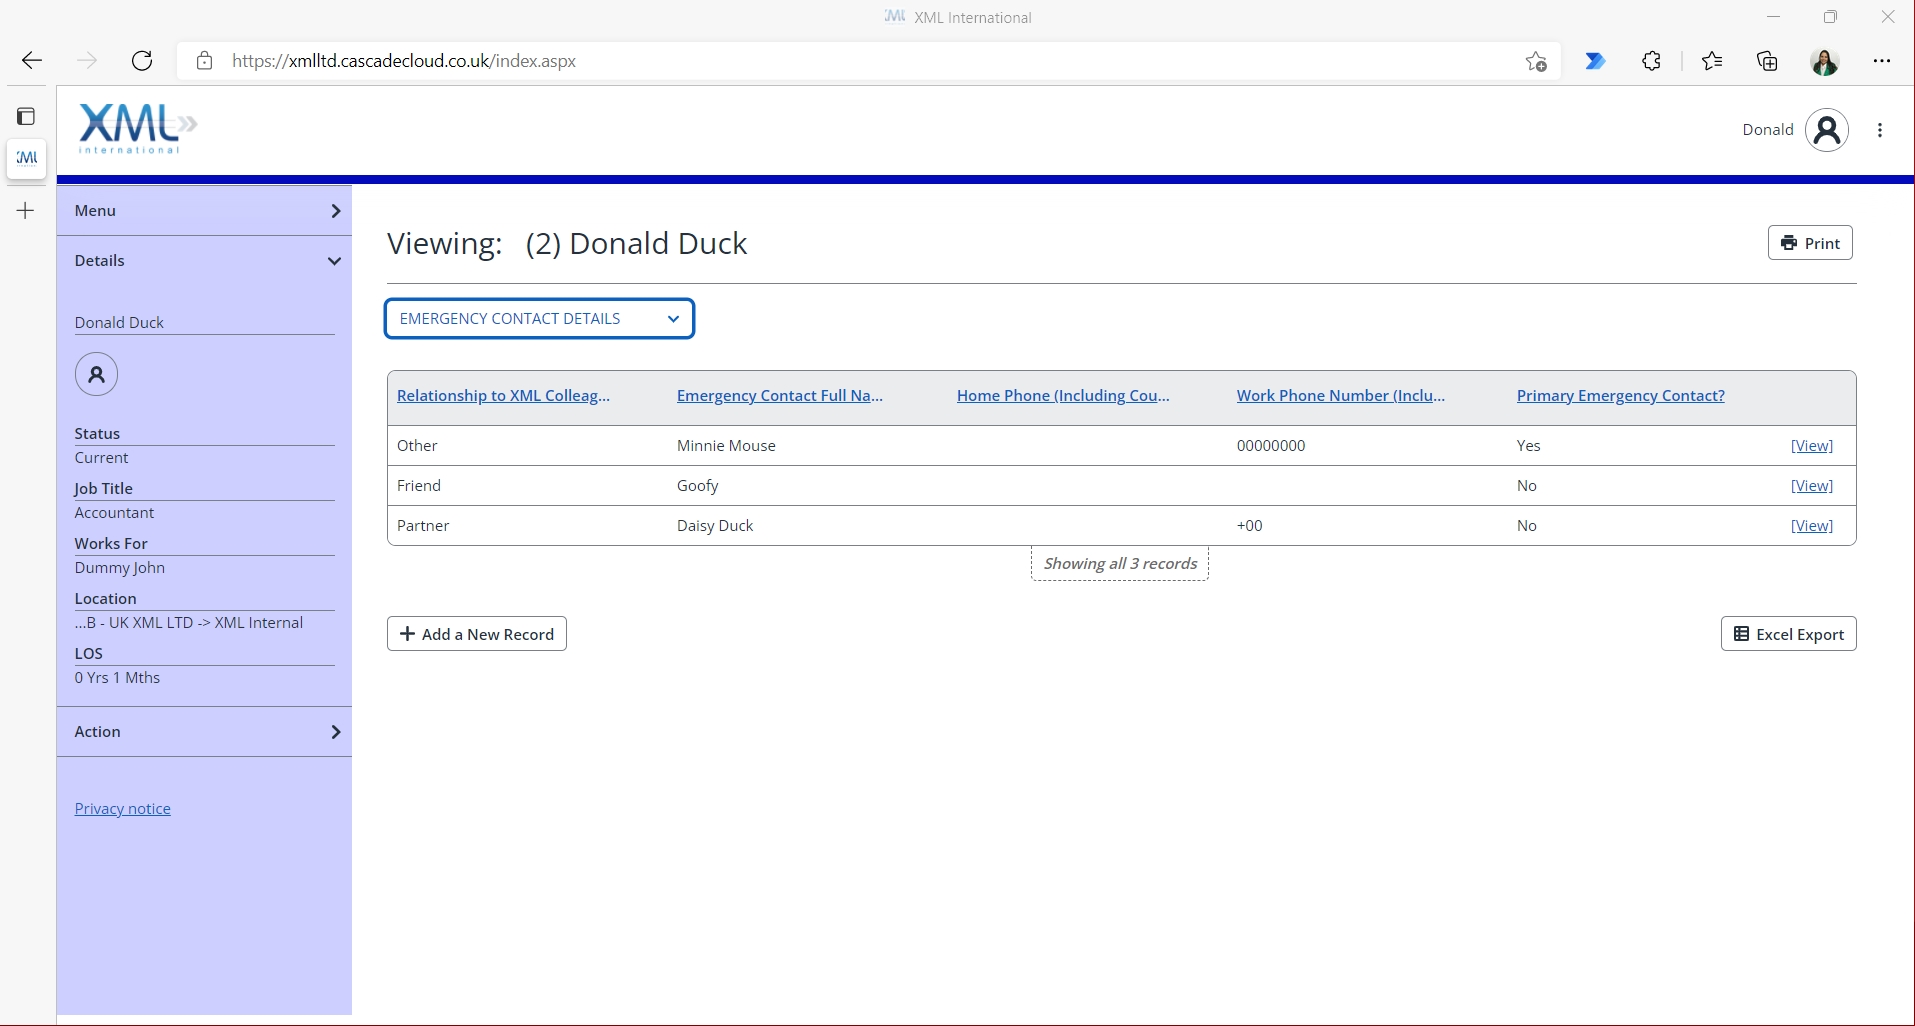 XML International
https://xmlltd.cascadecloud.co.uk/index.aspx
XML
international
Donald
Menu
Details
Donald Duck
Status
Current
Job Title
Accountant
Works For
Dummy John
Location
...B - UK XML LTD -> XML Internal
LOS
0 Yrs 1 Mths
Action
Privacy notice
Viewing: (2) Donald Duck
Print
EMERGENCY CONTACT DETAILS
Relationship to XML Colleag... Emergency Contact Full Na... Home Phone (Including Cou... Work Phone Number (Inclu... Primary Emergency Contact?
Other Minnie Mouse 00000000 Yes [View]
Friend Goofy No [View]
Partner Daisy Duck +00 No [View]
Showing all 3 records
Add a New Record
Excel Export